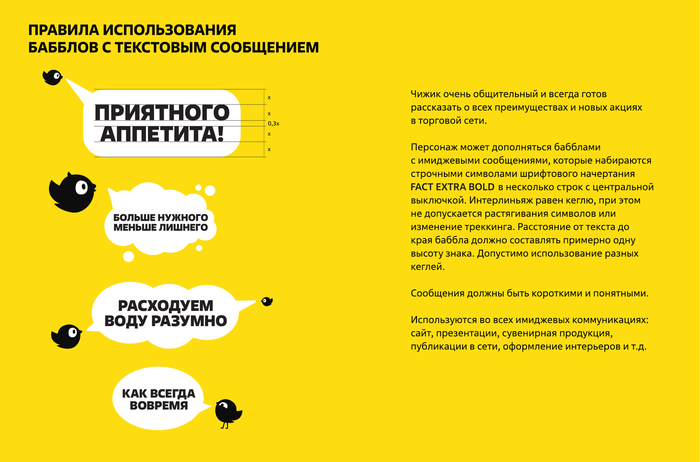 ПРАВИЛА ИСПОЛЬЗОВАНИЯ
БАББЛОВ С ТЕКСТОВЫМ СООБЩЕНИЕМ
ПРИЯТНОГО
АППЕТИТА!
x
x
0,3x
x
x
БОЛЬШЕ НУЖНОГО
МЕНЬШЕ ЛИШНЕГО
РАСХОДУЕМ
ВОДУ РАЗУМНО
КАК ВСЕГДА
ВОВРЕМЯ
Чижик очень общительный и всегда готов
рассказать о всех преимуществах и новых акциях
в торговой сети.
Персонаж может дополняться бабблами
с имиджевыми сообщениями, которые набираются
строчными символами шрифтового начертания
FACT EXTRA BOLD в несколько строк с центральной
выключкой. Интерлиньяж равен кеглю, при этом
не допускается растягивания символов или
изменение треккинга. Расстояние от текста до
края баббла должно составлять примерно одну
высоту знака. Допустимо использование разных
кеглей.
Сообщения должны быть короткими и понятными.
Используются во всех имиджевых коммуникациях:
сайт, презентации, сувенирная продукция,
публикации в сети, оформление интерьеров и т.д.